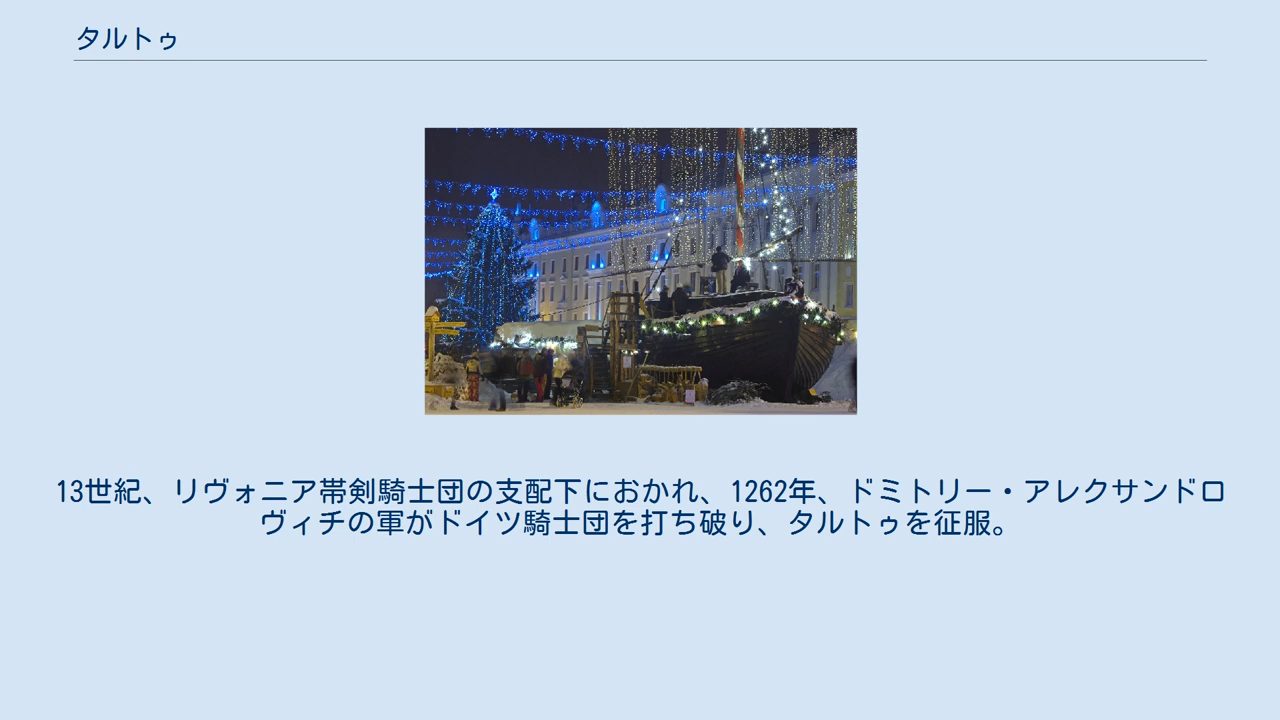 タルトゥ
13世紀、リヴォニア帯剣騎士団の支配下におかれ、1262年、ドミトリー・アレクサンドロ
ヴィチの軍がドイツ騎士団を打ち破り、タルトゥを征服。